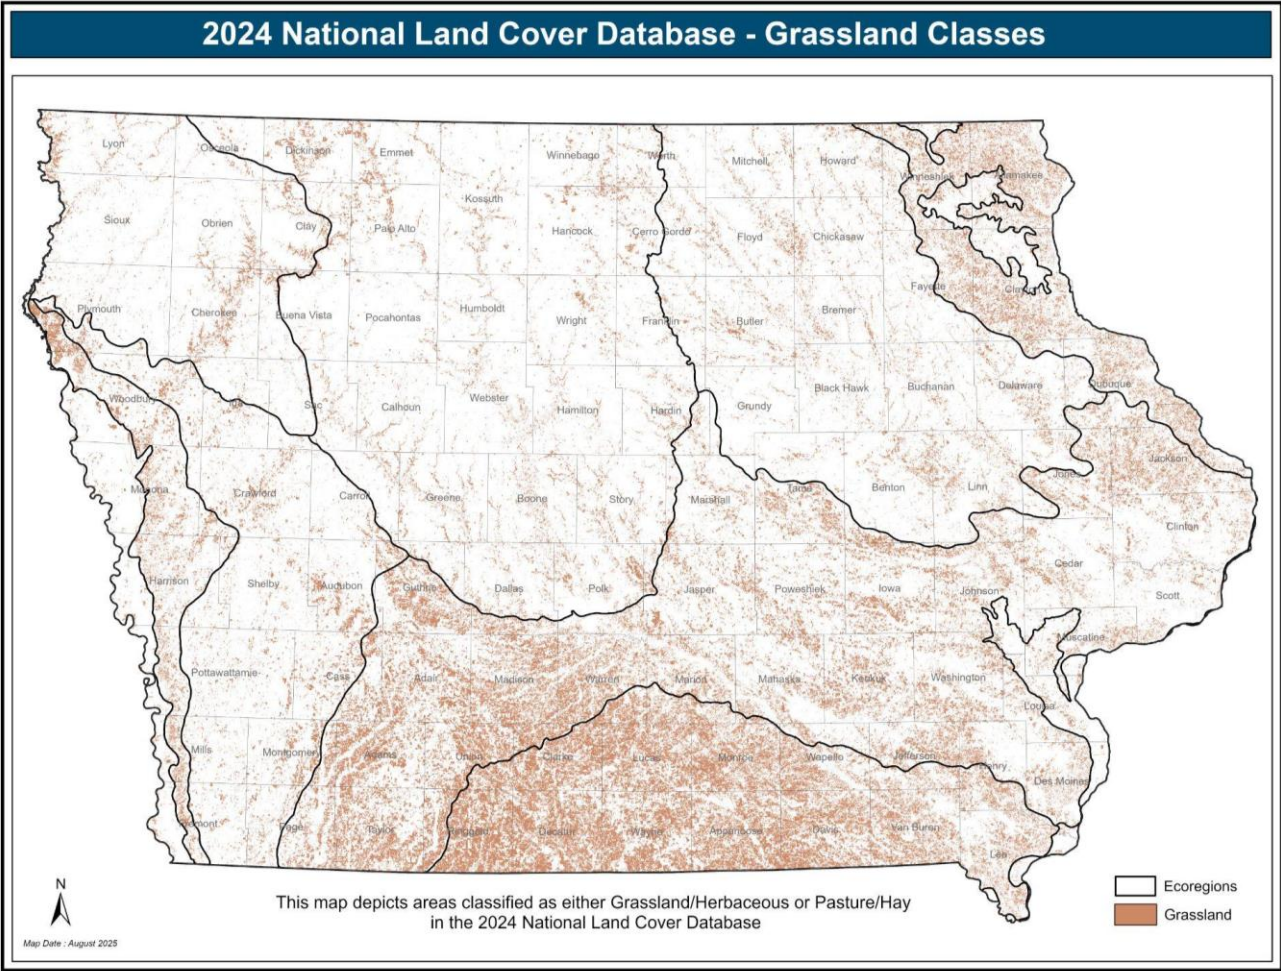 2024 National Land Cover Database - Grassland Classes
Lyon
Osceola
Dickinson
Emmet
Winnebago
Worth
Mitchell
Howard
Winneshiek
Allamakee
Kossuth
Sioux
Obrien
Clay
Palo Alto
Hancock
Cerro Gordo
Floyd
Chickasaw
Fayette
Plymouth
Cherokee
Buena Vista
Pocahontas
Humboldt
Wright
Franklin
Butler
Bremer
Woodbury
Sac
Calhoun
Webster
Hamilton
Hardin
Grundy
Black Hawk
Buchanan
Delaware
Dubuque
Jackson
Monona
Crawford
Carroll
Greene
Boone
Story
Marshall
Tama
Benton
Linn
Jones
Clinton
Harrison
Shelby
Audubon
Guthrie
Dallas
Polk
Jasper
Poweshiek
Iowa
Johnson
Cedar
Scott
Muscatine
Pottawattamie
Cass
Adair
Madison
Warren
Marion
Mahaska
Keokuk
Washington
Louisa
Mills
Montgomery
Adams
Union
Clarke
Lucas
Monroe
Wapello
Jefferson
Henry
Des Moines
Fremont
Page
Taylor
Ringgold
Decatur
Wayne
Appanoose
Davis
Van Buren
Lee
N
Map Date : August 2025
This map depicts areas classified as either Grassland/Herbaceous or Pasture/Hay
in the 2024 National Land Cover Database
Ecoregions
Grassland